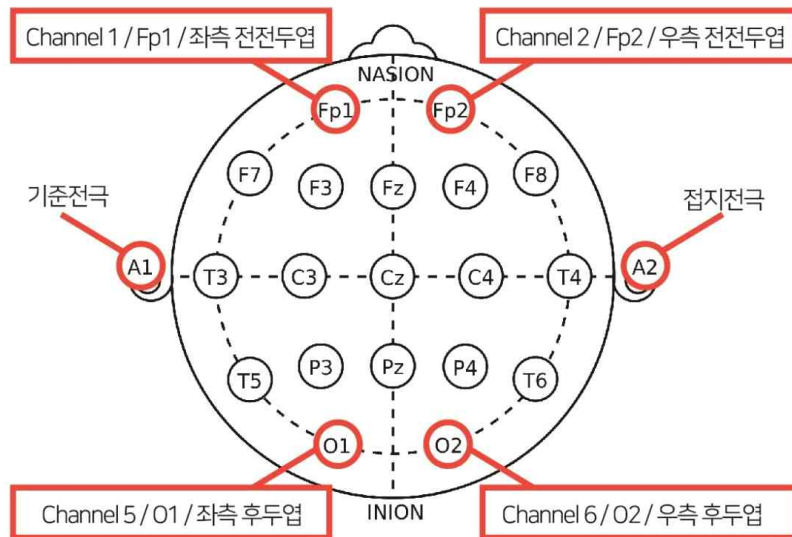 Channel 1 / Fp1 / 좌측 전전두엽
Channel 2 / Fp2 / 우측 전전두엽
NASION
Fp1
Fp2
F7
F3
Fz
F4
F8
기준전극
접지전극
A1
T3
C3
Cz
C4
T4
A2
T5
P3
Pz
P4
T6
O1
O2
Channel 5 / O1 / 좌측 후두엽
INION
Channel 6 / O2 / 우측 후두엽